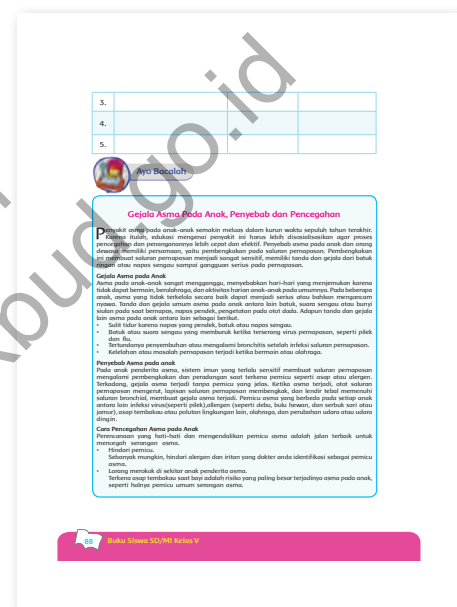 3.
4.
5.
Ayo Bacalah
Gejala Asma Pada Anak, Penyebab dan Pencegahan
Penyakit asma pada anak-anak semakin meluas dalam kurun waktu sepuluh tahun terakhir.
Karena itulah, edukasi mengenai penyakit ini harus lebih disosialisasikan agar proses
pencegahan dan penanganannya lebih cepat dan efektif. Penyebab asma pada anak dan orang
dewasa memiliki persamaan, yaitu pembengkakan pada saluran pernapasan. Pembengkakan
ini membuat saluran pernapasan menjadi sangat sensitif, memiliki tanda dan gejala dari batuk
ringan atau napas sengau sampai gangguan serius pada pernapasan.
Gejala Asma pada Anak
Asma pada anak-anak sangat mengganggu, menyebabkan hari-hari yang menjemukan karena
tidak dapat bermain, berolahraga, dan aktivitas harian anak-anak pada umumnya. Pada beberapa
anak, asma yang tidak terkelola secara baik dapat menjadi serius atau bahkan mengancam
nyawa. Tanda dan gejala umum asma pada anak antara lain batuk, suara sengau atau bunyi
siulan pada saat bernapas, napas pendek, pengetatan pada otot dada. Adapun tanda dan gejala
lain asma pada anak antara lain sebagai berikut.
• Sulit tidur karena napas yang pendek, batuk atau napas sengau.
• Batuk atau suara sengau yang memburuk ketika terserang virus pernapasan, seperti pilek
dan flu.
• Tertundanya penyembuhan atau mengalami bronchitis setelah infeksi saluran pernapasan.
• Kelelahan atau masalah pernapasan terjadi ketika bermain atau olahraga.
Penyebab Asma pada anak
Pada anak penderita asma, sistem imun yang terlalu sensitif membuat saluran pernapasan
mengalami pembengkakan dan peradangan saat terkena pemicu seperti asap atau alergen.
Terkadang, gejala asma terjadi tanpa pemicu yang jelas. Ketika asma terjadi, otot saluran
pernapasan mengerut, lapisan saluran pernapasan membengkak, dan lendir tebal memenuhi
saluran bronchial, membuat gejala asma terjadi. Pemicu asma yang berbeda pada setiap anak
antara lain infeksi virus(seperti pilek),allergen (seperti debu, bulu hewan, dan serbuk sari atau
jamur), asap tembakau atau polutan lingkungan lain, olahraga, dan perubahan udara atau udara
dingin.
Cara Pencegahan Asma pada Anak
Perencanaan yang hati-hati dan mengendalikan pemicu asma adalah jalan terbaik untuk
mencegah serangan asma.
• Hindari pemicu.
Sebanyak mungkin, hindari alergen dan iritan yang dokter anda identifikasi sebagai pemicu
asma.
• Larang merokok di sekitar anak penderita asma.
Terkena asap tembakau saat bayi adalah risiko yang paling besar terjadinya asma pada anak,
seperti halnya pemicu umum serangan asma.
88 Buku Siswa SD/MI Kelas V
kbud.go.id